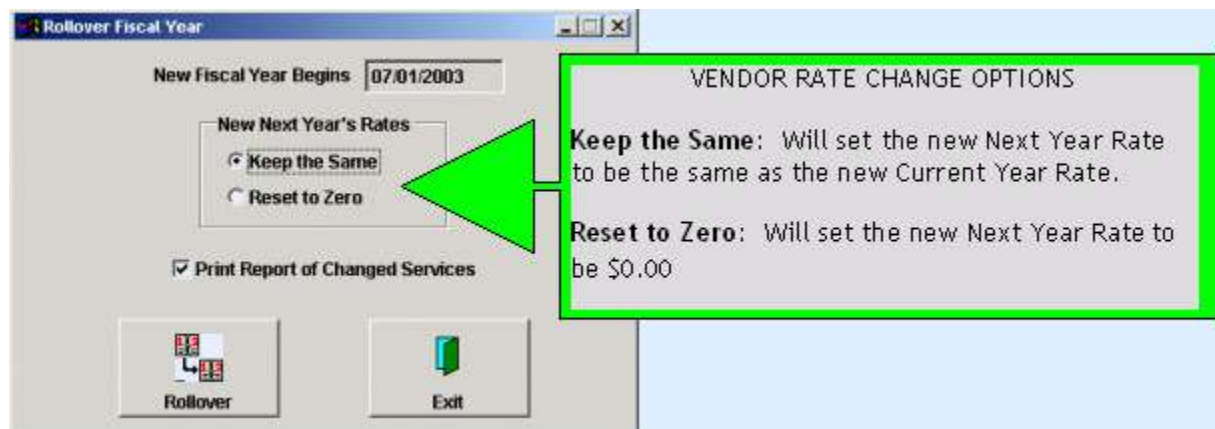 Rollover Fiscal Year
New Fiscal Year Begins 07/01/2003
New Next Year's Rates
Keep the Same
Reset to Zero
Print Report of Changed Services
Rollover
Exit
VENDOR RATE CHANGE OPTIONS
Keep the Same: Will set the new Next Year Rate
to be the same as the new Current Year Rate.
Reset to Zero: Will set the new Next Year Rate to
be $0.00